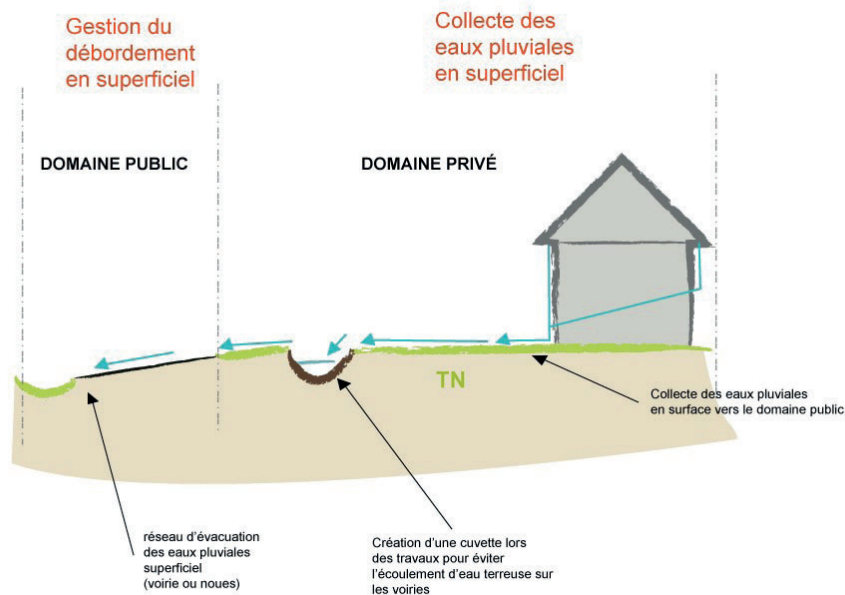 Gestion du
débordement
en superficiel
Collecte des
eaux pluviales
en superficiel
DOMAINE PUBLIC
DOMAINE PRIVÉ
TN
Collecte des eaux pluviales
en surface vers le domaine public
réseau d'évacuation
des eaux pluviales
superficiel
(voirie ou noues)
Création d'une cuvette lors
des travaux pour éviter
l'écoulement d'eau terreuse sur
les voiries